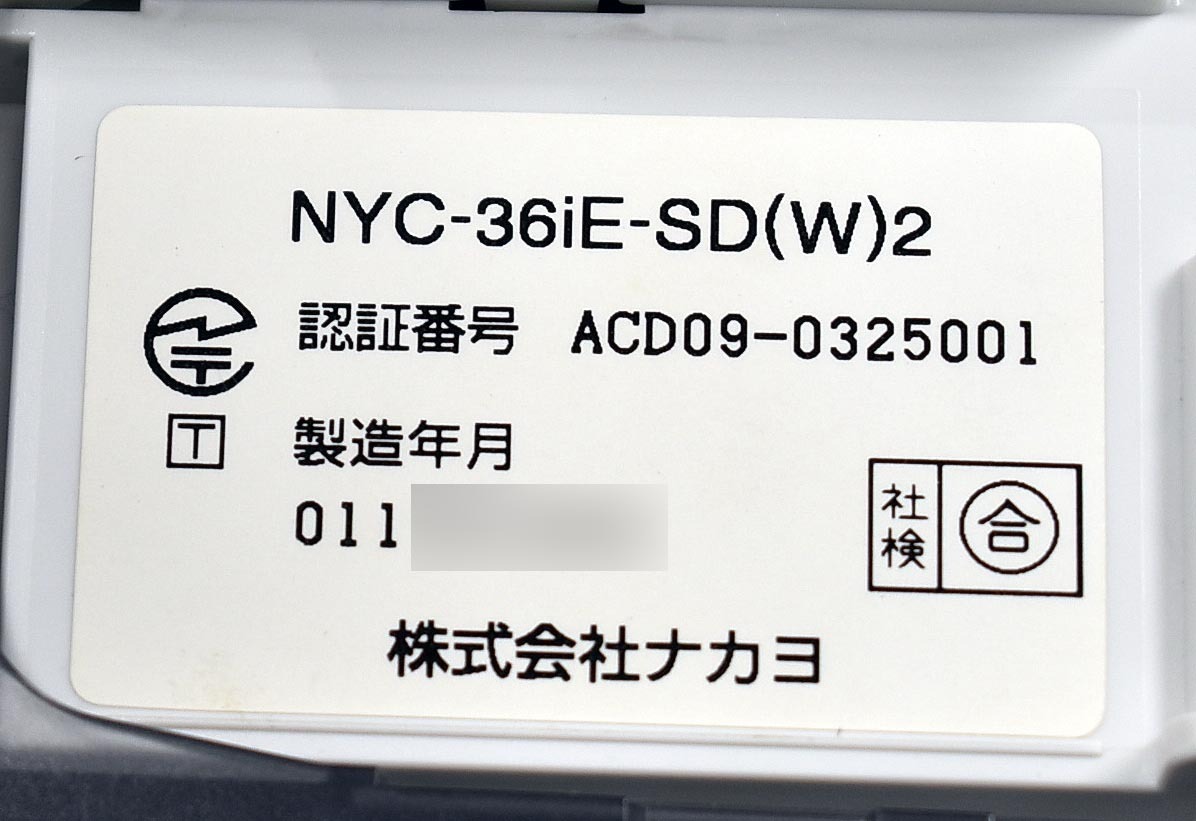 NYC-36iE-SD(W)2
認証番号 ACD09-0325001
T 製造年月
011
社検 合
株式会社ナカヨ